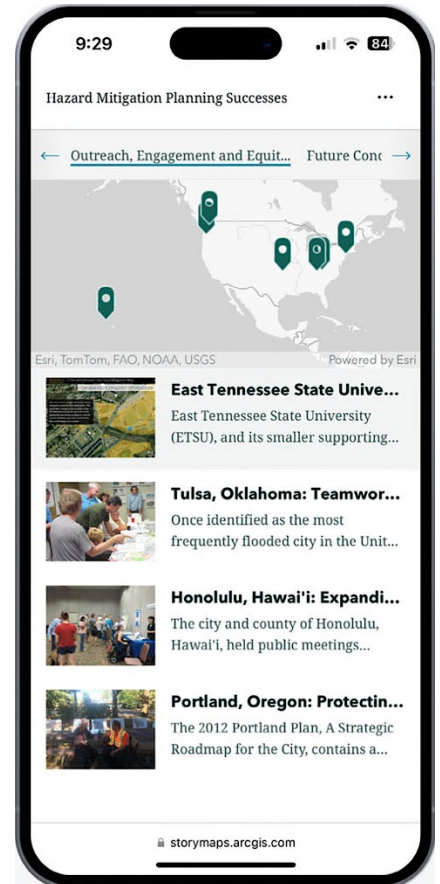 9:29
84
Hazard Mitigation Planning Successes
...
← Outreach, Engagement and Equit... Future Conc →
Esri, TomTom, FAO, NOAA, USGS
Powered by Esri
East Tennessee State Unive...
East Tennessee State University
(ETSU), and its smaller supporting...
Tulsa, Oklahoma: Teamwor...
Once identified as the most
frequently flooded city in the Unit...
Honolulu, Hawai'i: Expandi...
The city and county of Honolulu,
Hawai'i, held public meetings...
Portland, Oregon: Protectin...
The 2012 Portland Plan, A Strategic
Roadmap for the City, contains a...
storymaps.arcgis.com